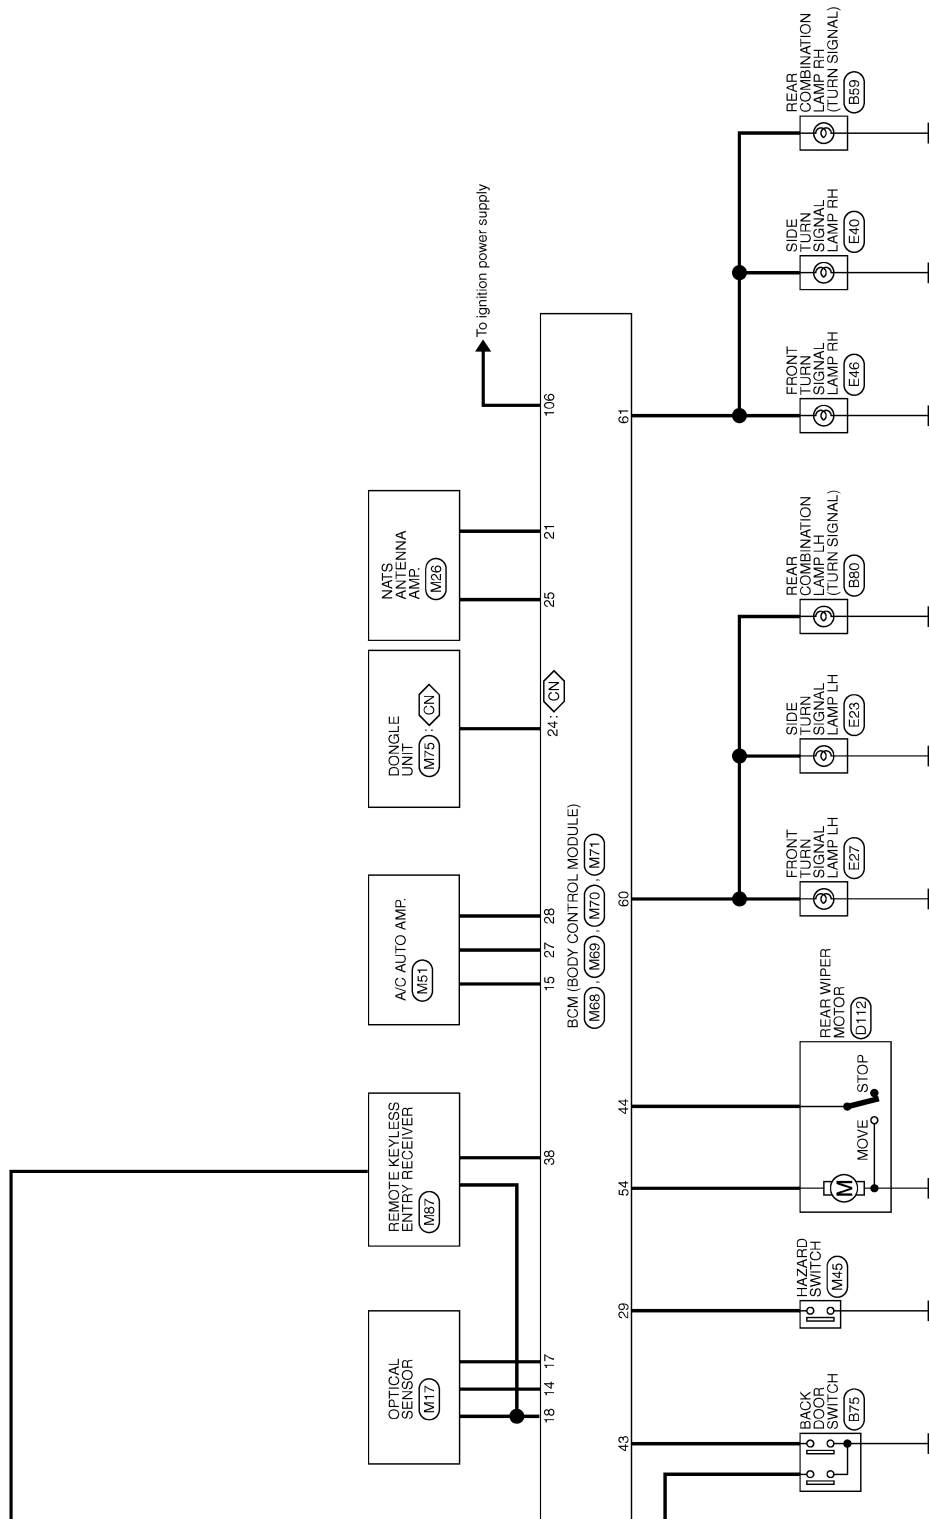 REAR
COMBINATION
LAMP RH
(TURN SIGNAL)
B59
SIDE
TURN
SIGNAL
LAMP RH
E40
FRONT
TURN
SIGNAL
LAMP RH
E46
To ignition power supply
106
61
NATS
ANTENNA
AMP.
M26
21
25
REAR
COMBINATION
LAMP LH
(TURN SIGNAL)
B80
SIDE
TURN
SIGNAL
LAMP LH
E23
FRONT
TURN
SIGNAL
LAMP LH
E27
DONGLE
UNIT
M75 : CN
24: CN
60
A/C AUTO AMP.
M51
28
27
15
BCM (BODY CONTROL MODULE)
M68 , M69 , M70 , M71
REAR WIPER
MOTOR
D112
STOP
MOVE
M
44
54
REMOTE KEYLESS
ENTRY RECEIVER
M87
38
HAZARD
SWITCH
M45
29
OPTICAL
SENSOR
M17
17
14
18
BACK
DOOR
SWITCH
B75
43